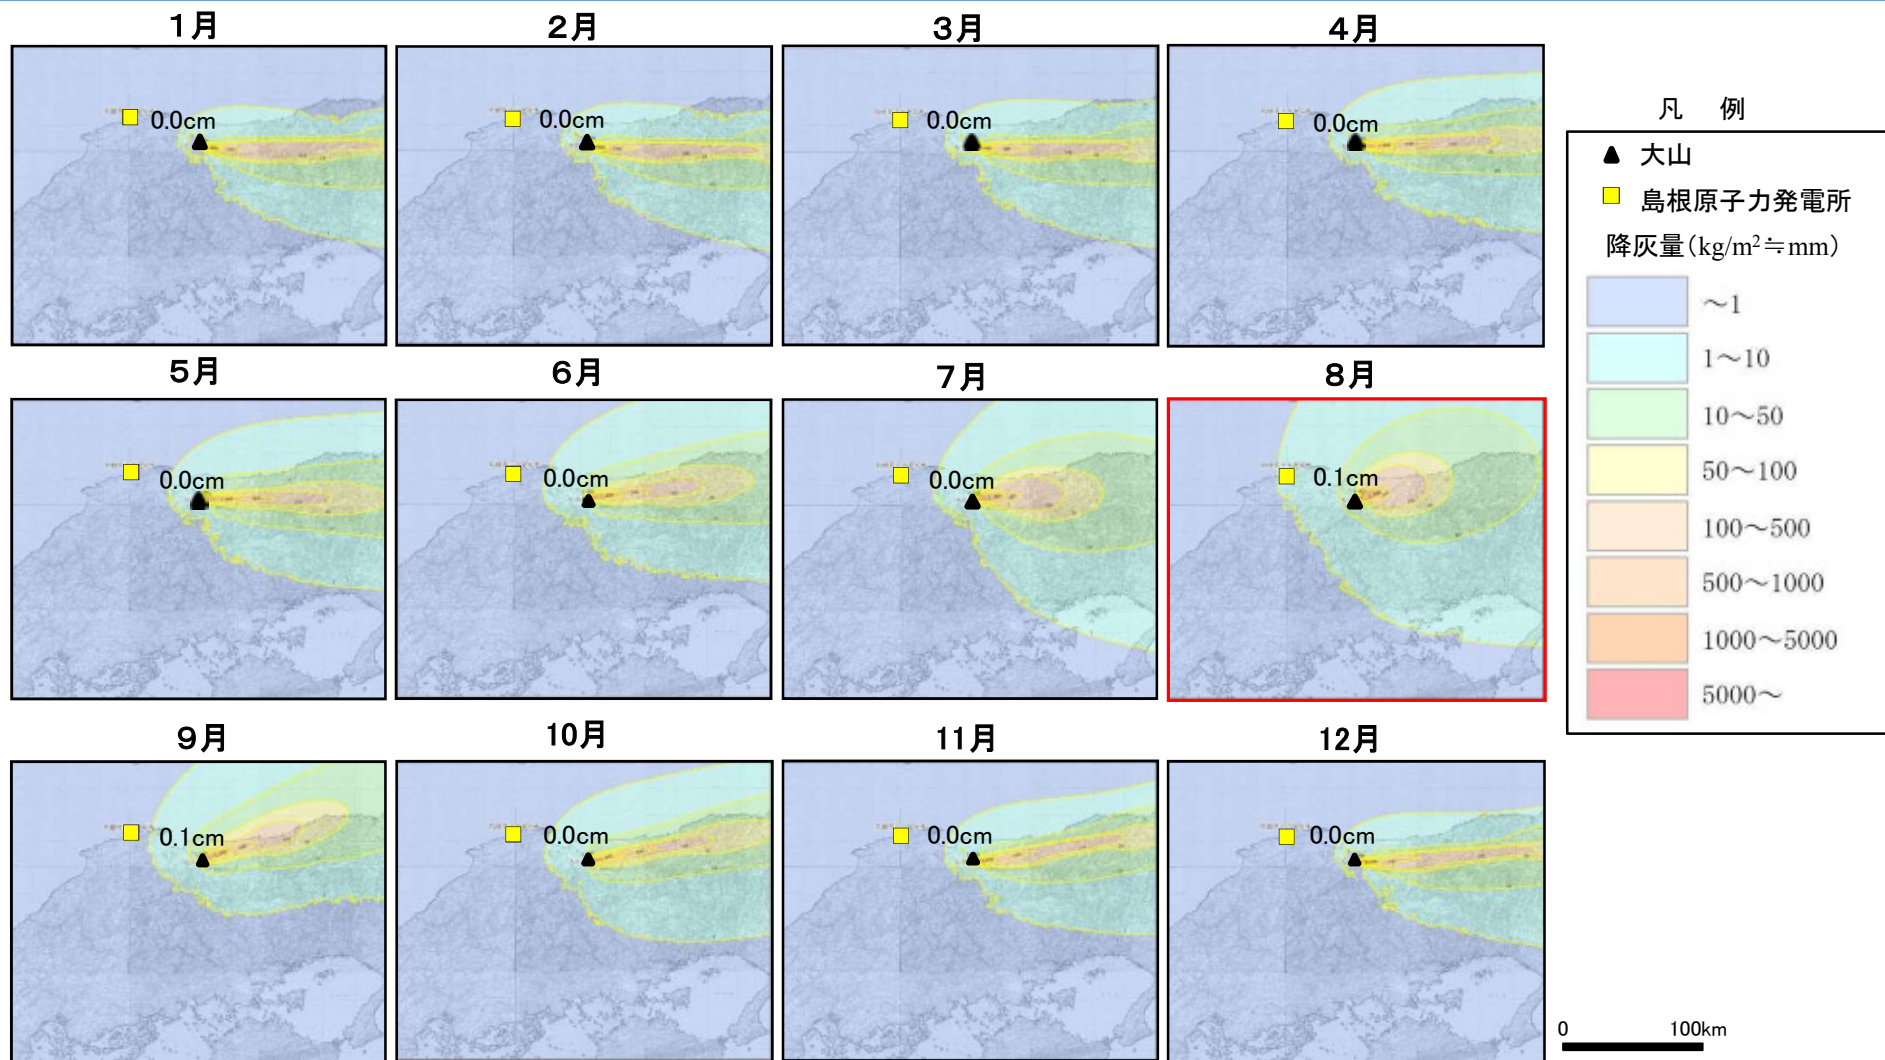 1月
2月
3月
4月
0.0cm
0.0cm
0.0cm
0.0cm
5月
6月
7月
8月
0.0cm
0.0cm
0.0cm
0.1cm
9月
10月
11月
12月
0.1cm
0.0cm
0.0cm
0.0cm
凡 例
▲ 大山
島根原子力発電所
降灰量(kg/m²≒mm)
～1
1～10
10～50
50～100
100～500
500～1000
1000～5000
5000～
0 100km